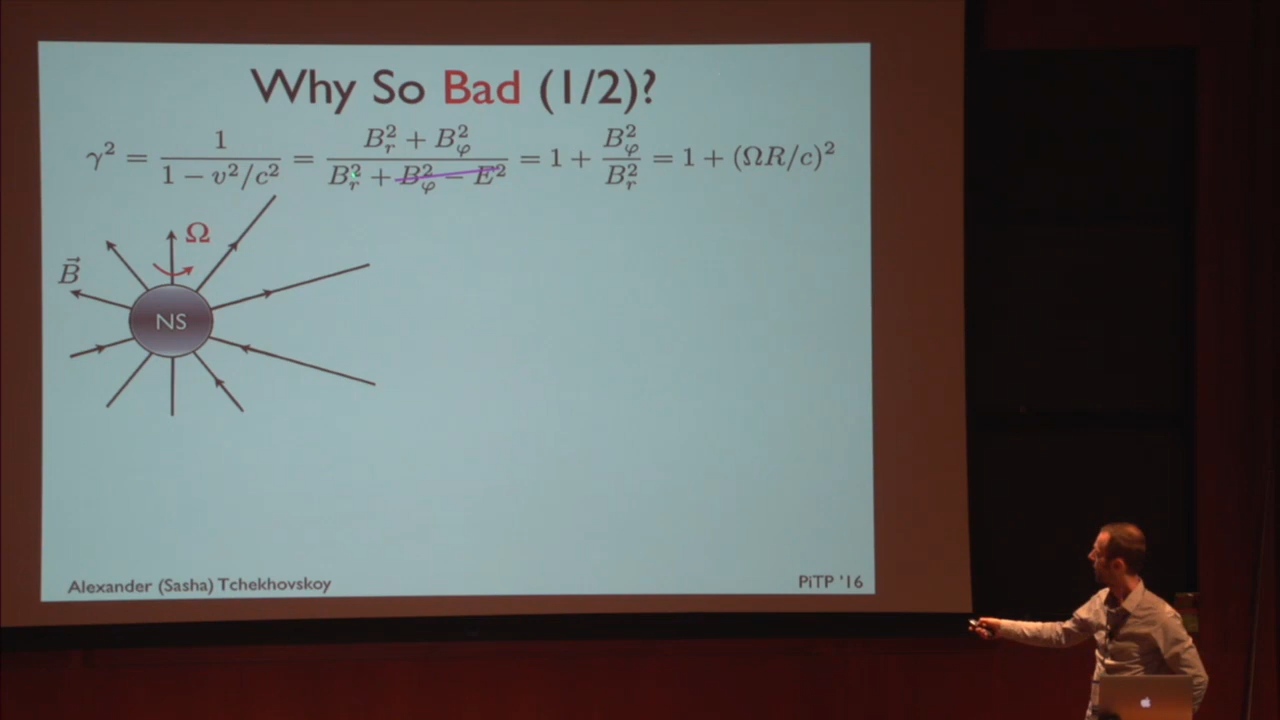 Why So Bad (1/2)?
γ² = 1 / (1 − v²/c²) = (B_r² + B_φ²) / (B_r² + B_φ² − E²) = 1 + B_φ² / B_r² = 1 + (ΩR/c)²
Ω
B⃗
NS
Alexander (Sasha) Tchekhovskoy
PiTP '16